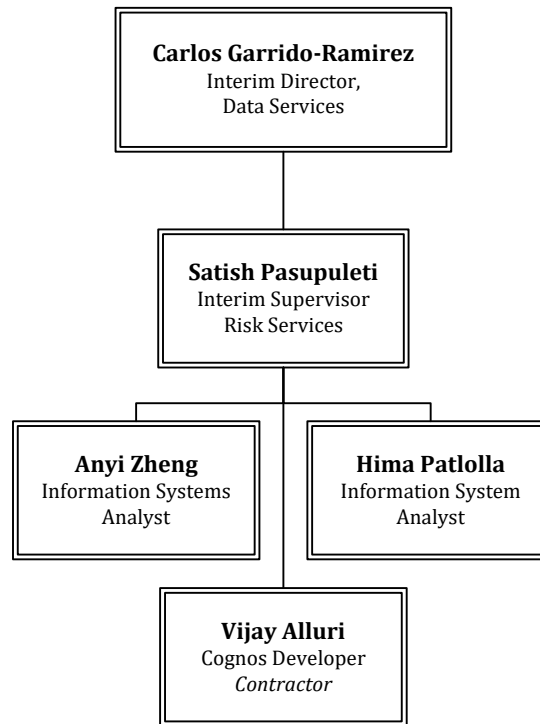 Carlos Garrido-Ramirez
Interim Director,
Data Services
Satish Pasupuleti
Interim Supervisor
Risk Services
Anyi Zheng
Information Systems
Analyst
Hima Patlolla
Information System
Analyst
Vijay Alluri
Cognos Developer
Contractor